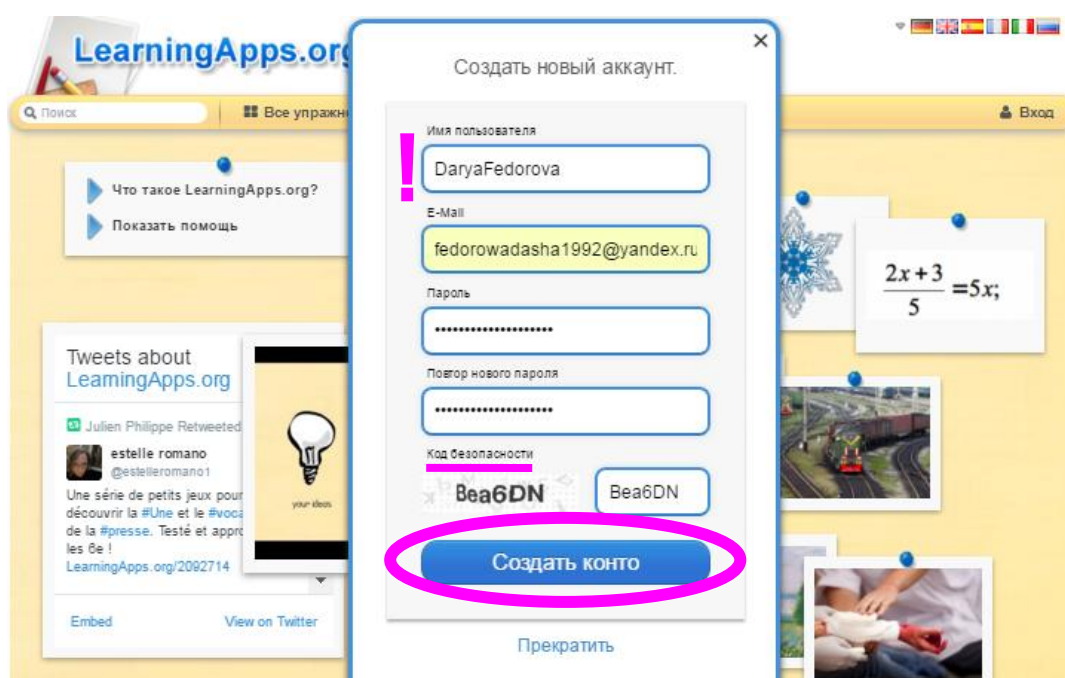 LearningApps.org
Поиск
Все упражн
Вход
Что такое LearningApps.org?
Показать помощь
Tweets about
LearningApps.org
Julien Philippe Retweeted
estelle romano
@estelleromano1
Une série de petits jeux pour
découvrir la #Une et le #voca
de la #presse. Testé et appro
les 6e !
LearningApps.org/2092714
Embed
View on Twitter
your ideas
Создать новый аккаунт.
!
Имя пользователя
DaryaFedorova
E-Mail
fedorowadasha1992@yandex.ru
Пароль
Повтор нового пароля
Код безопасности
Bea6DN
Bea6DN
Создать конто
Прекратить
2x + 3
5
=5x;